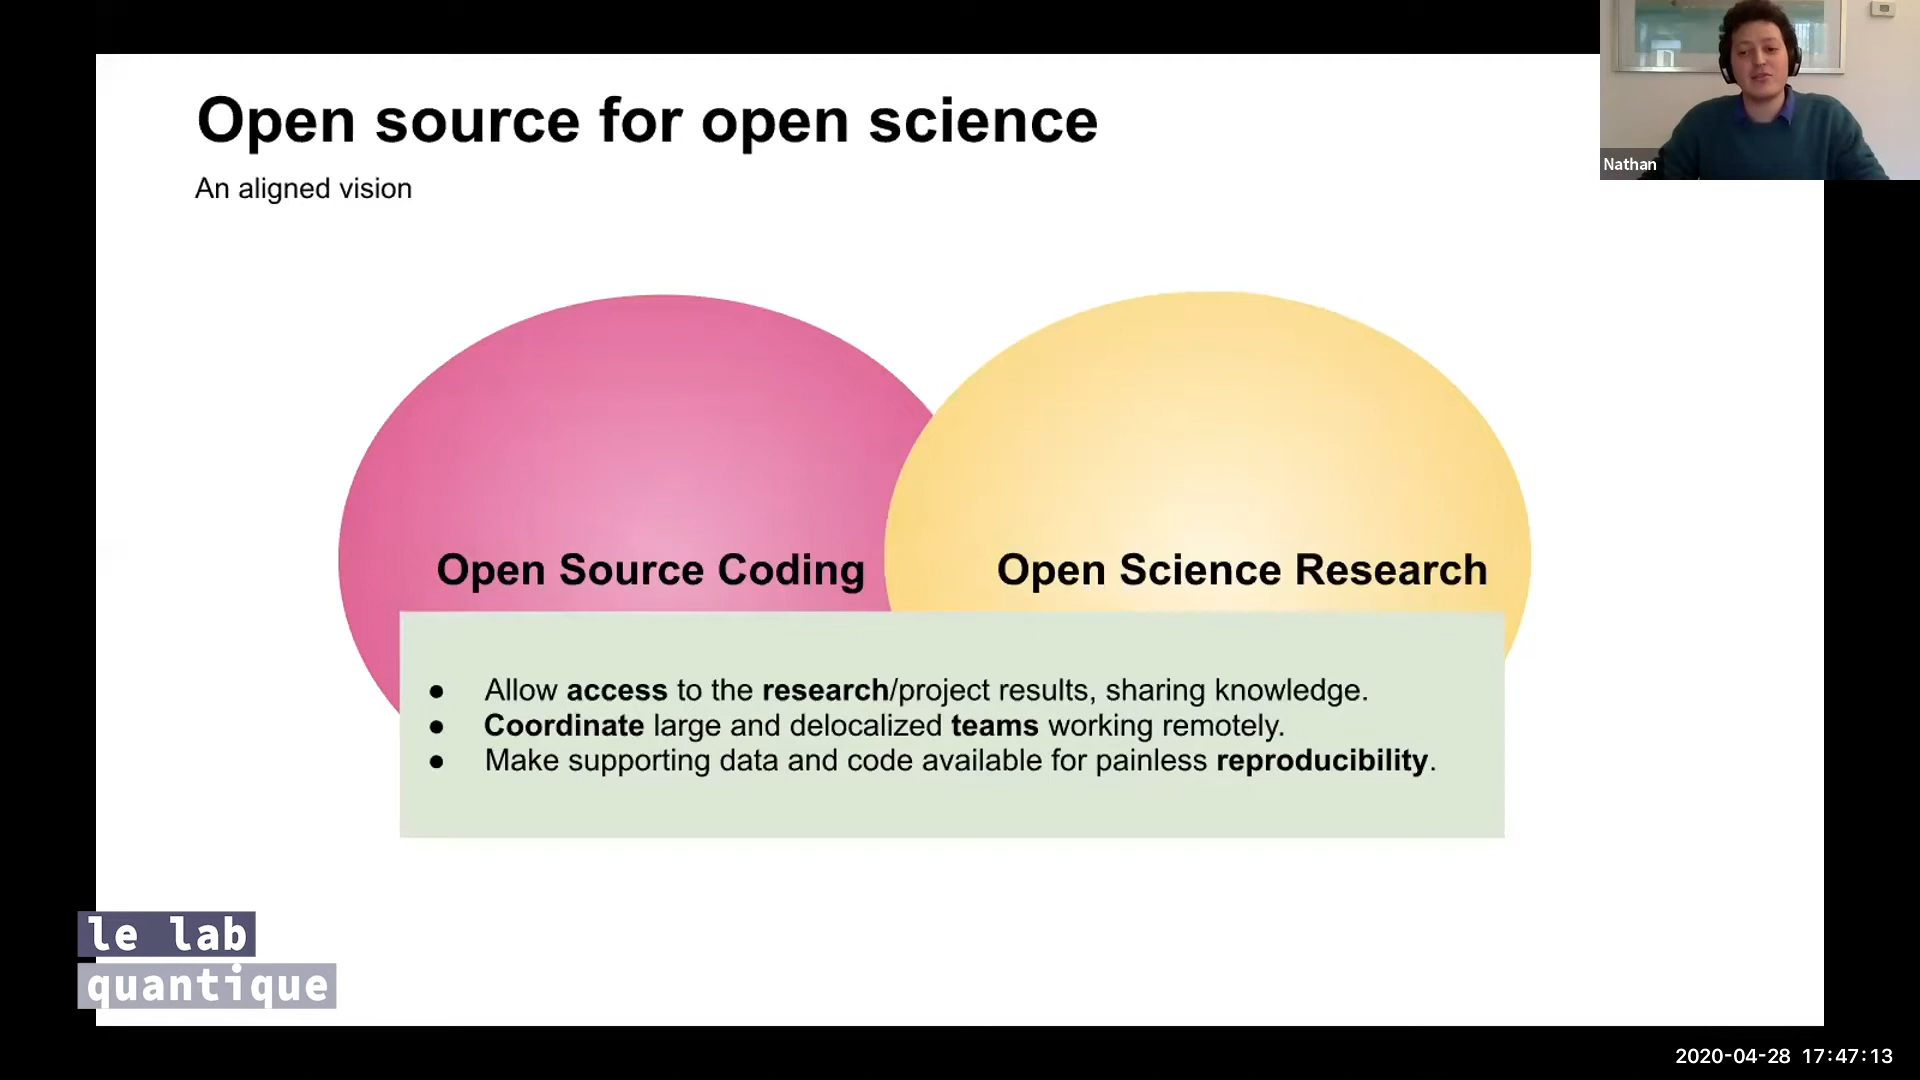 Open source for open science
An aligned vision
Nathan
Open Source Coding
Open Science Research
● Allow access to the research/project results, sharing knowledge.
● Coordinate large and delocalized teams working remotely.
● Make supporting data and code available for painless reproducibility.
le lab
quantique
2020-04-28 17:47:13